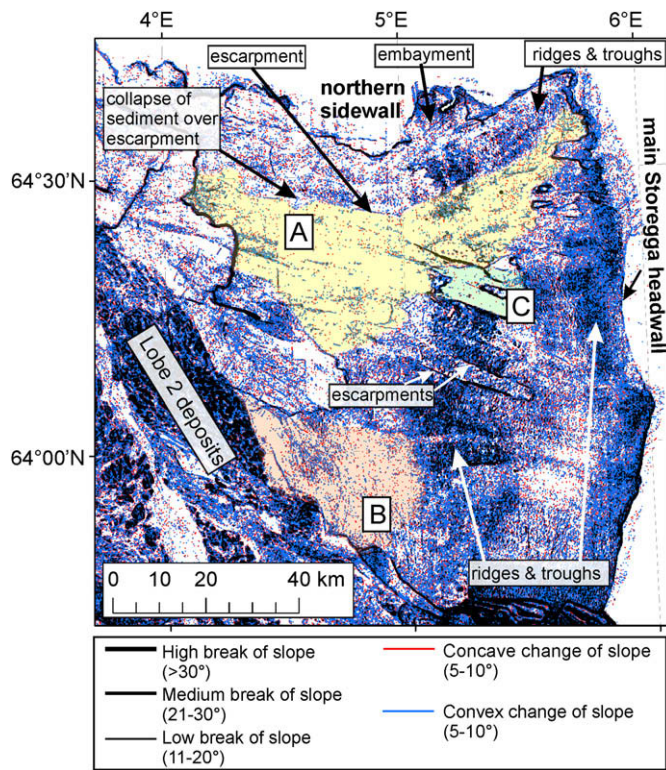 4°E
5°E
6°E
escarpment
embayment
ridges & troughs
northern
sidewall
collapse of
sediment over
escarpment
64°30'N
A
main Storegga headwall
C
Lobe 2 deposits
escarpments
64°00'N
B
ridges & troughs
0 10 20 40 km
High break of slope
(>30°)
Medium break of slope
(21-30°)
Low break of slope
(11-20°)
Concave change of slope
(5-10°)
Convex change of slope
(5-10°)